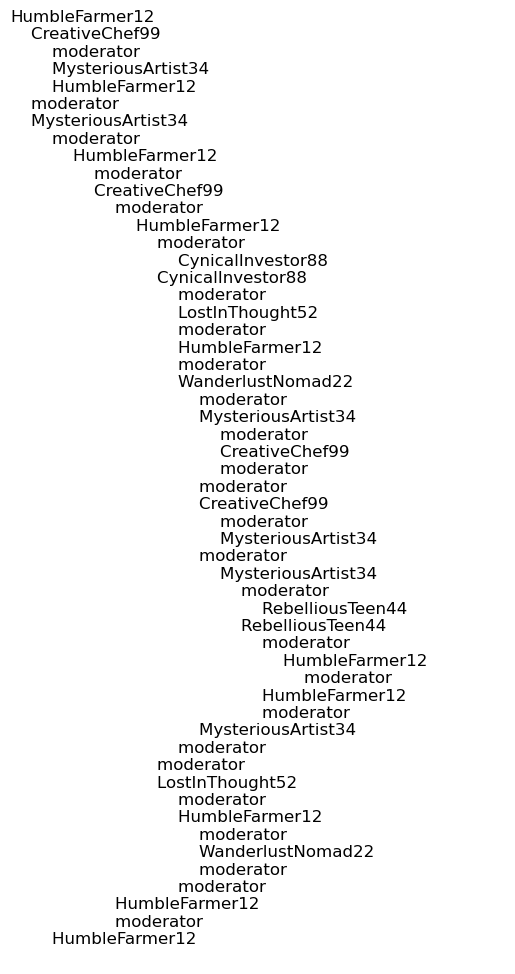 HumbleFarmer12
CreativeChef99
moderator
MysteriousArtist34
HumbleFarmer12
moderator
MysteriousArtist34
moderator
HumbleFarmer12
moderator
CreativeChef99
moderator
HumbleFarmer12
moderator
CynicalInvestor88
CynicalInvestor88
moderator
LostInThought52
moderator
HumbleFarmer12
moderator
WanderlustNomad22
moderator
MysteriousArtist34
moderator
CreativeChef99
moderator
moderator
CreativeChef99
moderator
MysteriousArtist34
moderator
MysteriousArtist34
moderator
RebelliousTeen44
RebelliousTeen44
moderator
HumbleFarmer12
moderator
HumbleFarmer12
moderator
MysteriousArtist34
moderator
moderator
LostInThought52
moderator
HumbleFarmer12
moderator
WanderlustNomad22
moderator
moderator
HumbleFarmer12
moderator
HumbleFarmer12